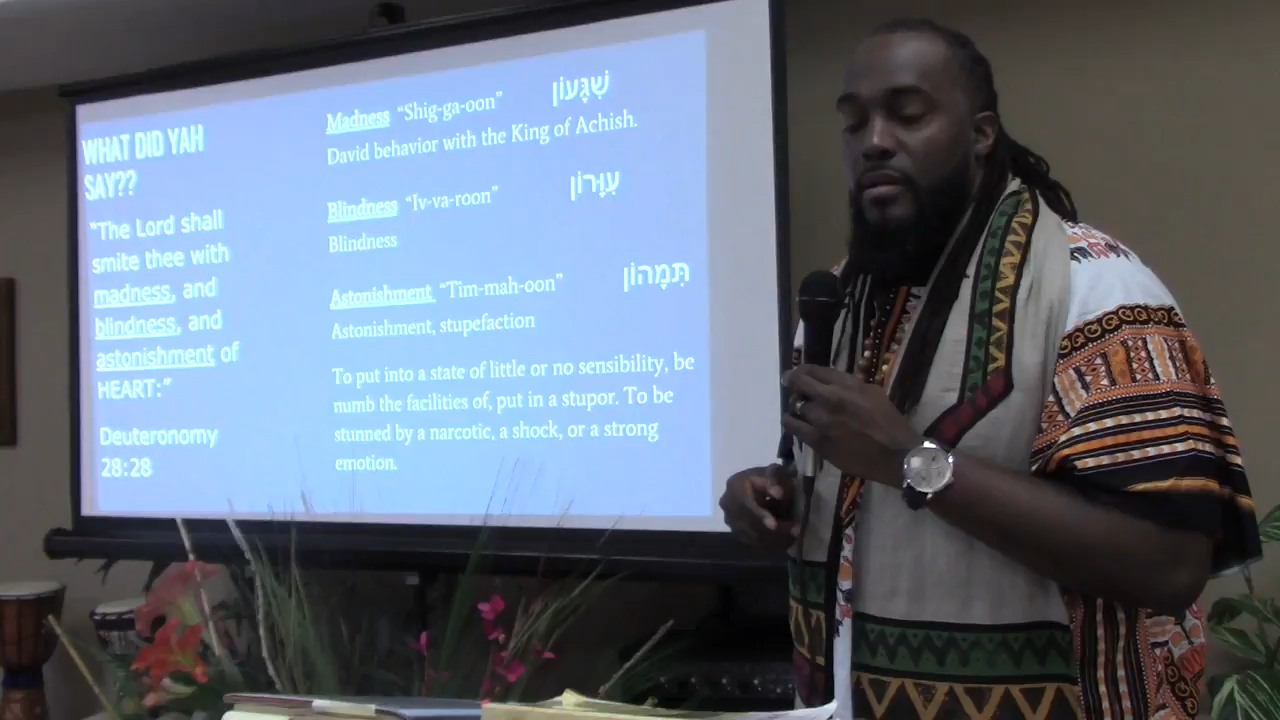 WHAT DID YAH
SAY??
"The Lord shall
smite thee with
madness, and
blindness, and
astonishment of
HEART:"
Deuteronomy
28:28
Madness "Shig-ga-oon" שִׁגָּעוֹן
David behavior with the King of Achish.
Blindness "Iv-va-roon" עִוָּרוֹן
Blindness
Astonishment "Tim-mah-oon" תִּמָּהוֹן
Astonishment, stupefaction
To put into a state of little or no sensibility, be
numb the facilities of, put in a stupor. To be
stunned by a narcotic, a shock, or a strong
emotion.